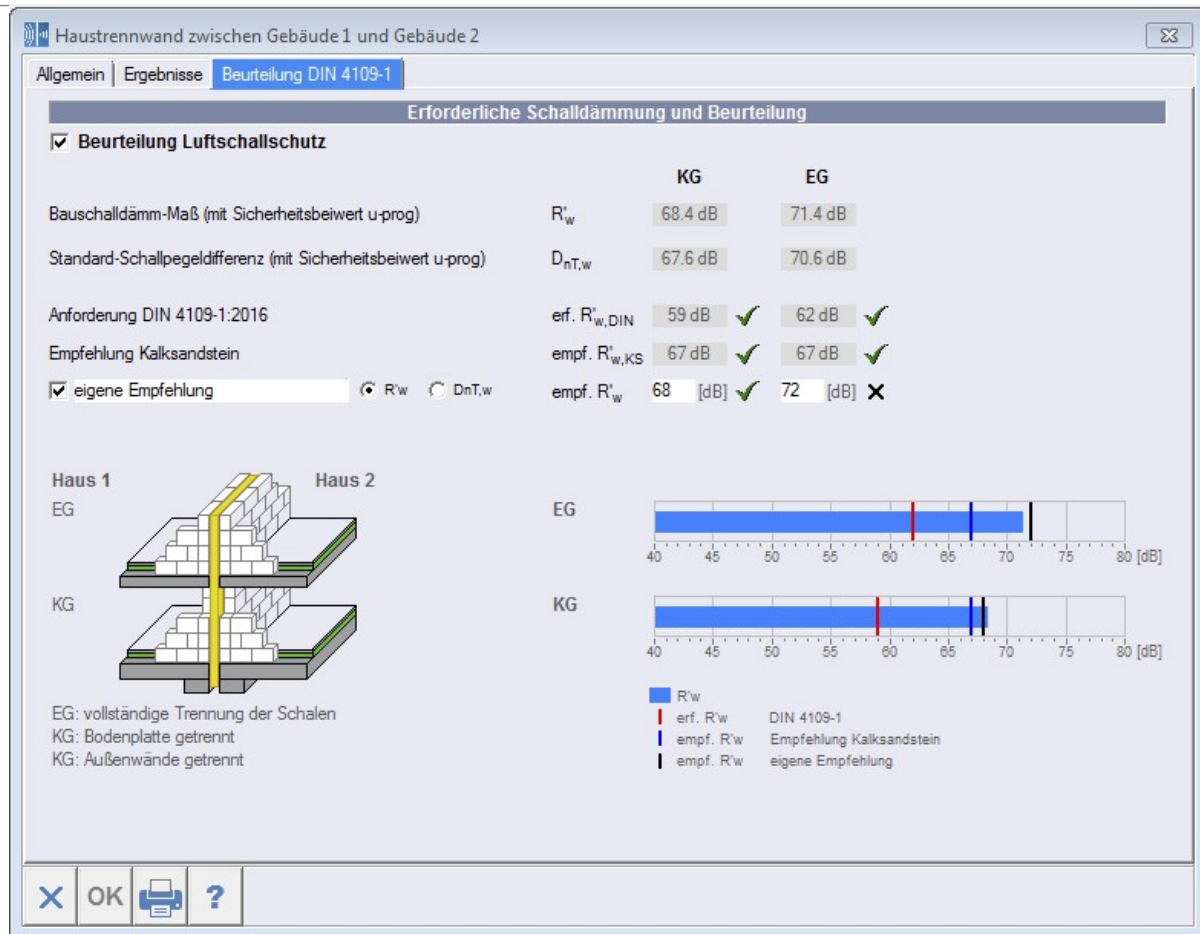 Haustrennwand zwischen Gebäude 1 und Gebäude 2
Allgemein Ergebnisse Beurteilung DIN 4109-1
Erforderliche Schalldämmung und Beurteilung
Beurteilung Luftschallschutz
KG EG
Bauschalldämm-Maß (mit Sicherheitsbeiwert u-prog) R'w 68.4 dB 71.4 dB
Standard-Schallpegeldifferenz (mit Sicherheitsbeiwert u-prog) DnT,w 67.6 dB 70.6 dB
Anforderung DIN 4109-1:2016 erf. R'w,DIN 59 dB 62 dB
Empfehlung Kalksandstein empf. R'w,KS 67 dB 67 dB
eigene Empfehlung R'w DnT,w empf. R'w 68 [dB] 72 [dB]
Haus 1 Haus 2
EG
KG
EG: vollständige Trennung der Schalen
KG: Bodenplatte getrennt
KG: Außenwände getrennt
EG
40 45 50 55 60 65 70 75 80 [dB]
KG
40 45 50 55 60 65 70 75 80 [dB]
R'w
erf. R'w DIN 4109-1
empf. R'w Empfehlung Kalksandstein
empf. R'w eigene Empfehlung
OK ?